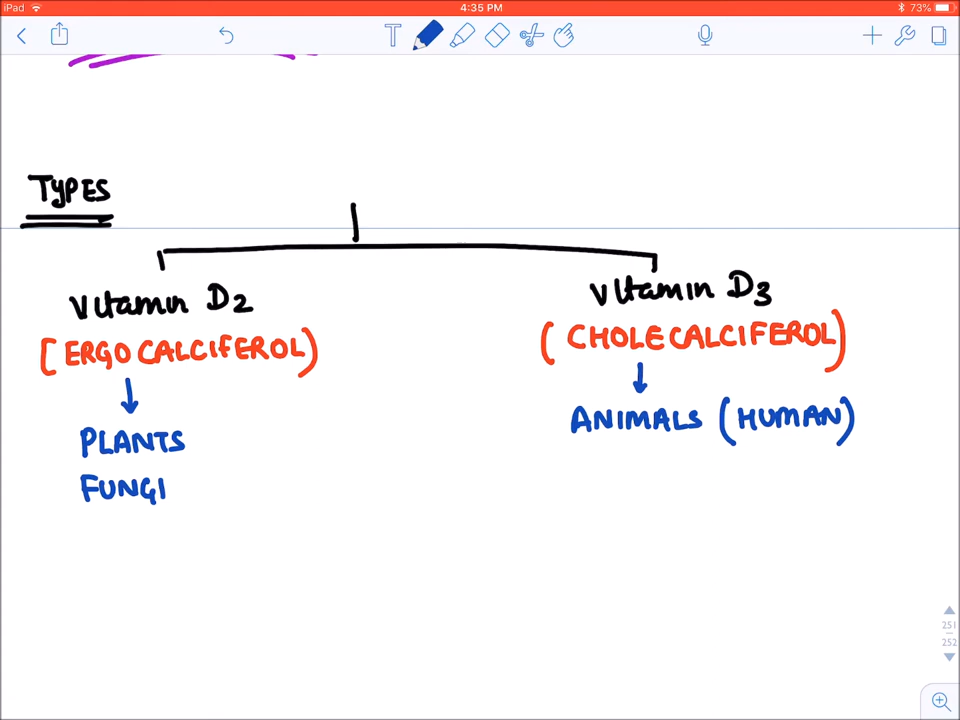 iPad 4:35 PM 73%
T
TYPES
Vitamin D2
[ERGOCALCIFEROL)
PLANTS
FUNGI
Vitamin D3
(CHOLECALCIFEROL)
ANIMALS (HUMAN)
251
252